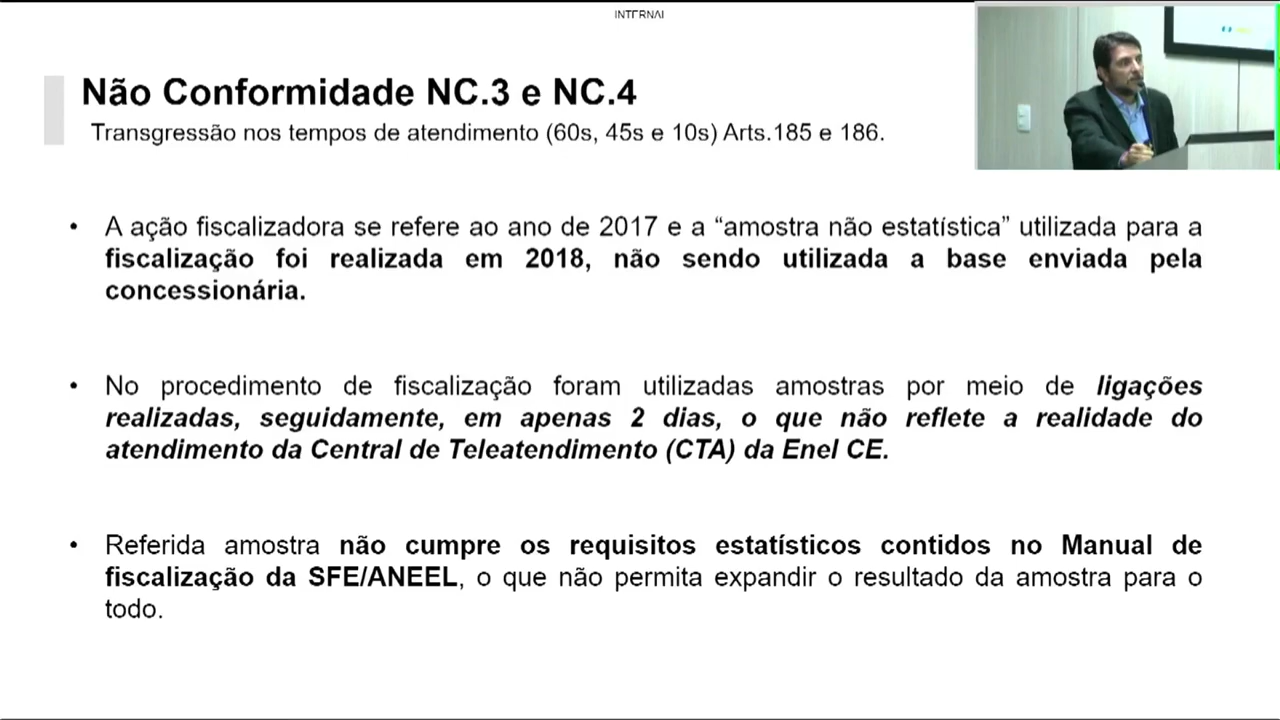 INTERNAL
Não Conformidade NC.3 e NC.4
Transgressão nos tempos de atendimento (60s, 45s e 10s) Arts.185 e 186.
• A ação fiscalizadora se refere ao ano de 2017 e a “amostra não estatística” utilizada para a
fiscalização foi realizada em 2018, não sendo utilizada a base enviada pela
concessionária.
• No procedimento de fiscalização foram utilizadas amostras por meio de ligações
realizadas, seguidamente, em apenas 2 dias, o que não reflete a realidade do
atendimento da Central de Teleatendimento (CTA) da Enel CE.
• Referida amostra não cumpre os requisitos estatísticos contidos no Manual de
fiscalização da SFE/ANEEL, o que não permita expandir o resultado da amostra para o
todo.